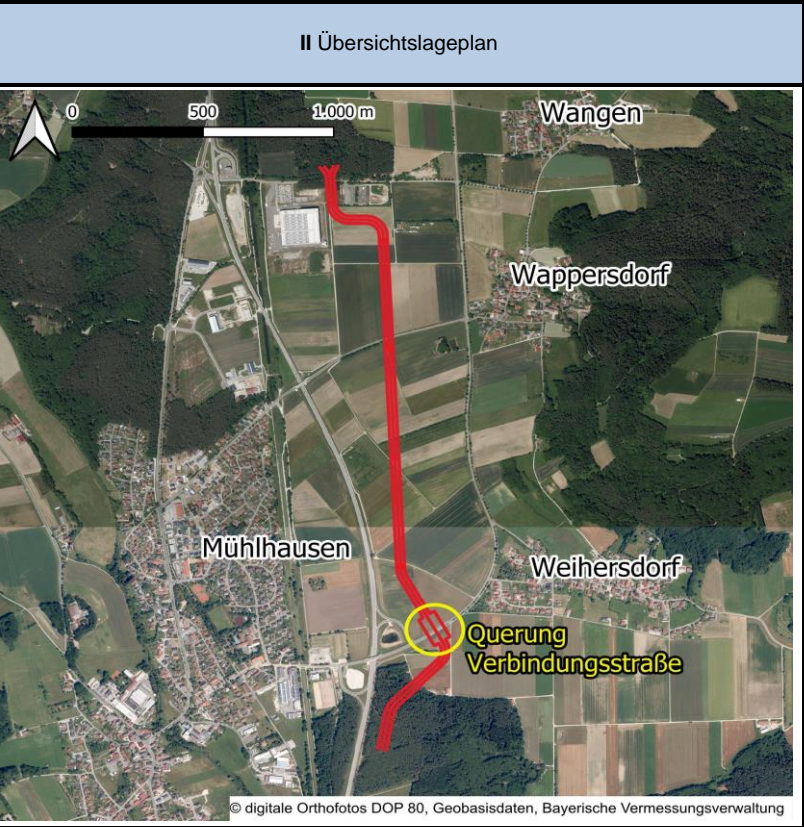 II Übersichtslageplan
0 500 1.000 m
Wangen
Wappersdorf
Mühlhausen
Weihersdorf
Querung
Verbindungsstraße
© digitale Orthofotos DOP 80, Geobasisdaten, Bayerische Vermessungsverwaltung